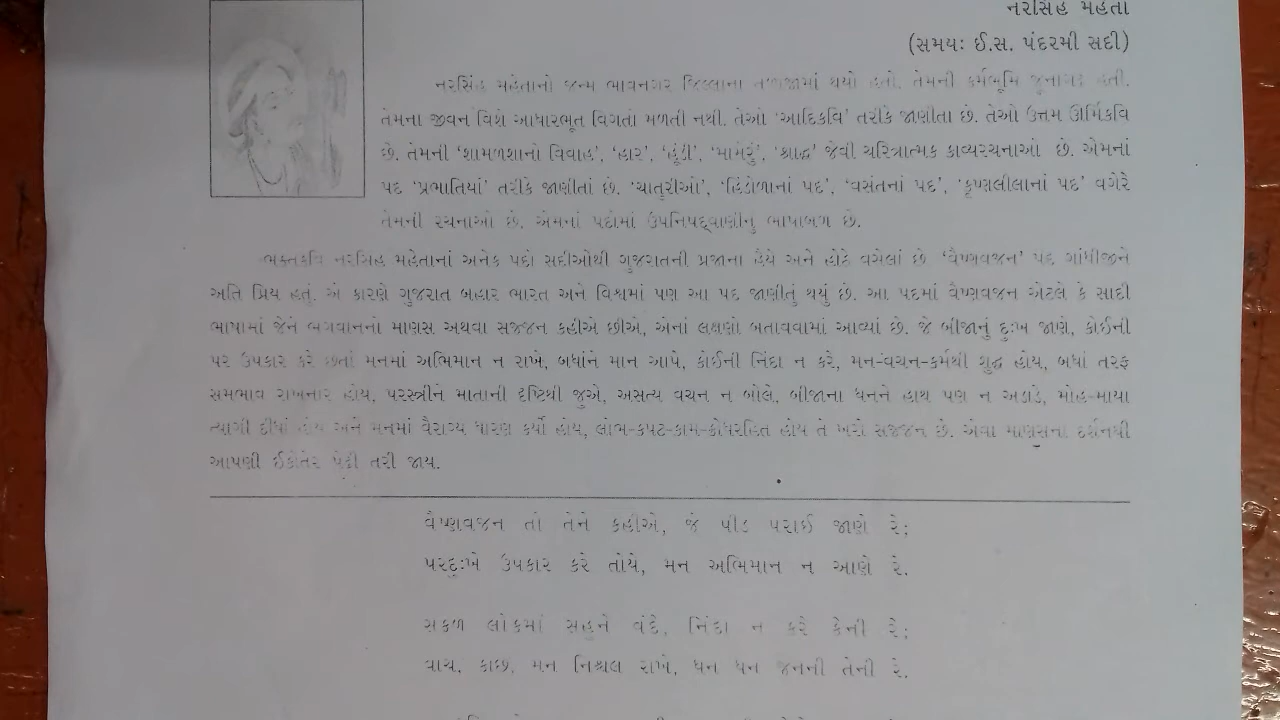 નરસિંહ મહેતા
(સમયઃ ઈ.સ. પંદરમી સદી)
નરસિંહ મહેતાનો જન્મ ભાવનગર જિલ્લાના તળાજામાં થયો હતો. તેમની કર્મભૂમિ જૂનાગઢ હતી.
તેમના જીવન વિશે આધારભૂત વિગતો મળતી નથી. તેઓ ‘આદિકવિ’ તરીકે જાણીતા છે. તેઓ ઉત્તમ ઊર્મિકવિ
છે. તેમની ‘શામળશાનો વિવાહ’, ‘હાર’, ‘હૂંડી’, ‘મામેરું’, ‘શ્રાદ્ધ’ જેવી ચરિત્રાત્મક કાવ્યરચનાઓ છે. એમનાં
પદ ‘પ્રભાતિયાં’ તરીકે જાણીતાં છે. ‘ચાતુરીઓ’, ‘હિંડોળાનાં પદ’, ‘વસંતનાં પદ’, ‘કૃષ્ણલીલાનાં પદ’ વગેરે
તેમની રચનાઓ છે. એમનાં પદોમાં ઉપનિષદ્‌વાણીનું ભાષાબળ છે.
ભક્તકવિ નરસિંહ મહેતાનાં અનેક પદો સદીઓથી ગુજરાતની પ્રજાના હૈયે અને હોઠે વસેલાં છે ‘વૈષ્ણવજન’ પદ ગાંધીજીને
અતિ પ્રિય હતું. એ કારણે ગુજરાત બહાર ભારત અને વિશ્વમાં પણ આ પદ જાણીતું થયું છે. આ પદમાં વૈષ્ણવજન એટલે કે સાદી
ભાષામાં જેને ભગવાનનો માણસ અથવા સજ્જન કહીએ છીએ, એનાં લક્ષણો બતાવવામાં આવ્યાં છે. જે બીજાનું દુઃખ જાણે, કોઈની
પર ઉપકાર કરે છતાં મનમાં અભિમાન ન રાખે, બધાંને માન આપે, કોઈની નિંદા ન કરે, મન-વચન-કર્મથી શુદ્ધ હોય, બધાં તરફ
સમભાવ રાખનાર હોય, પરસ્ત્રીને માતાની દૃષ્ટિથી જુએ, અસત્ય વચન ન બોલે, બીજાના ધનને હાથ પણ ન અડાડે, મોહ-માયા
ત્યાગી દીધાં હોય અને મનમાં વૈરાગ્ય ધારણ કર્યો હોય, લોભ-કપટ-કામ-ક્રોધરહિત હોય તે ખરો સજ્જન છે. એવા માણસના દર્શનથી
આપણી ઈકોતેર પેઢી તરી જાય.
વૈષ્ણવજન તો તેને કહીએ, જે પીડ પરાઈ જાણે રે;
પરદુઃખે ઉપકાર કરે તોયે, મન અભિમાન ન આણે રે.
સકળ લોકમાં સહુને વંદે, નિંદા ન કરે કેની રે;
વાચ, કાછ, મન નિશ્ચલ રાખે, ધન ધન જનની તેની રે.